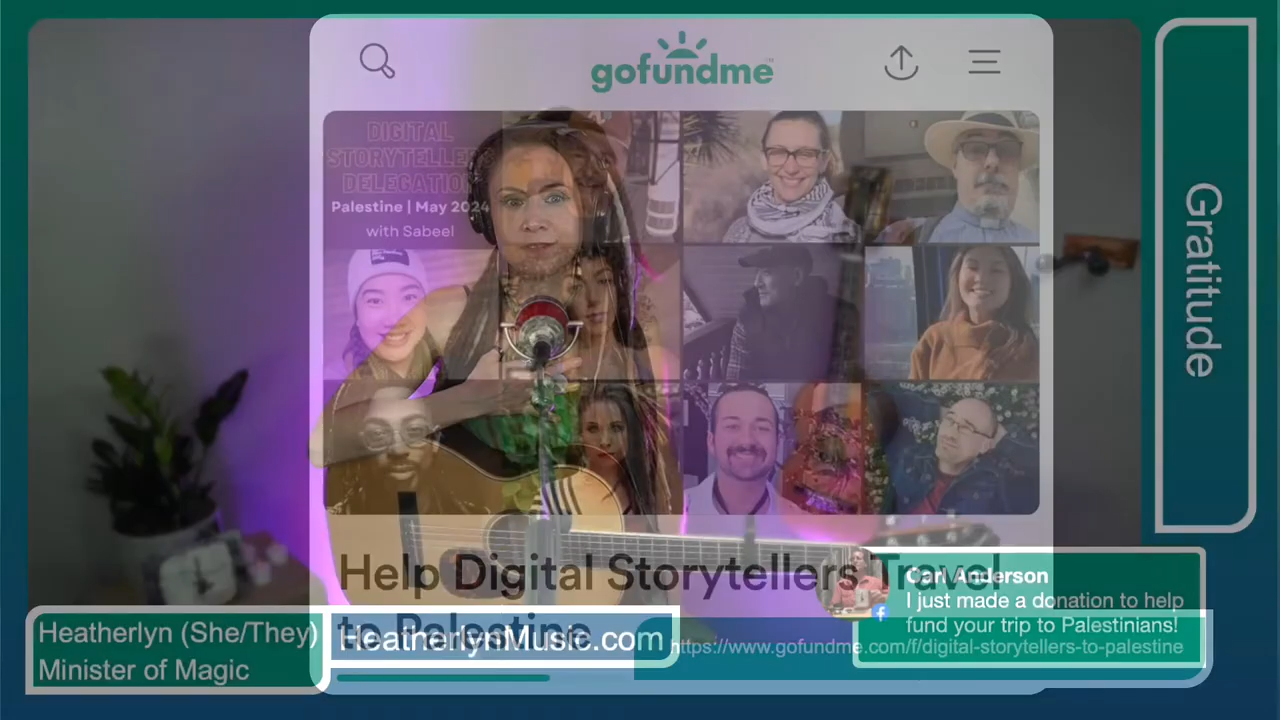 gofundme
DIGITAL
STORYTELLERS
DELEGATION
Palestine | May 2024
with Sabeel
Gratitude
Help Digital Storytellers Travel
to Palestine
Carl Anderson
I just made a donation to help
fund your trip to Palestinians!
Heatherlyn (She/They)
Minister of Magic
HeatherlynMusic.com
https://www.gofundme.com/f/digital-storytellers-to-palestine